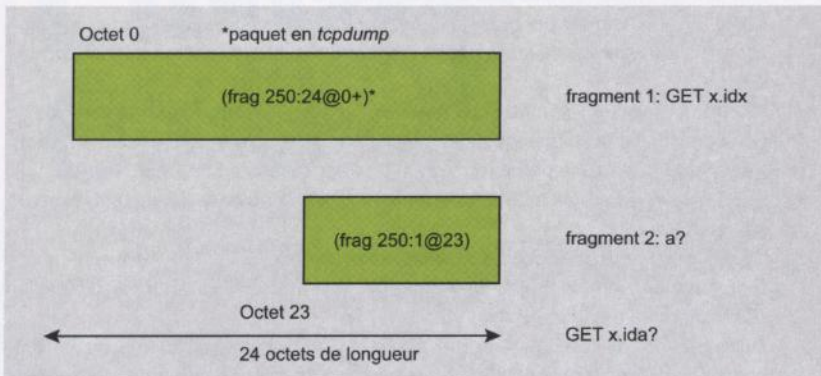 Octet 0 *paquet en tcpdump
(frag 250:24@0+)* fragment 1: GET x.idx
(frag 250:1@23) fragment 2: a?
Octet 23
24 octets de longueur GET x.ida?